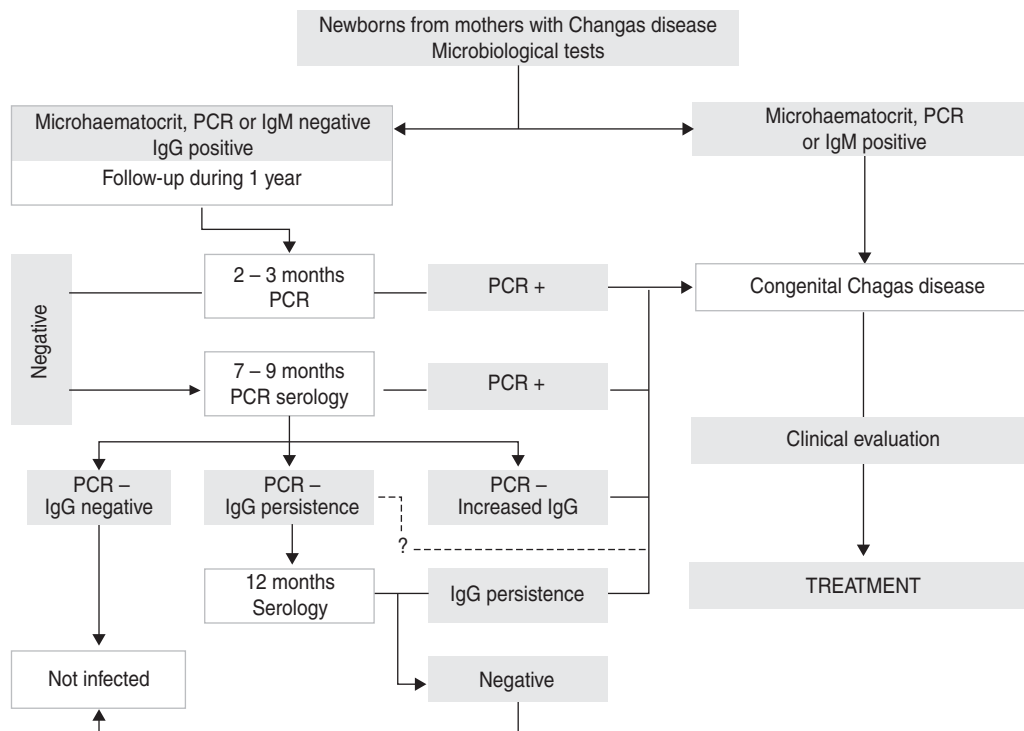 Newborns from mothers with Changas disease
Microbiological tests
Microhaematocrit, PCR or IgM negative
IgG positive
Follow-up during 1 year
Microhaematocrit, PCR
or IgM positive
Negative
2 – 3 months
PCR
PCR +
Congenital Chagas disease
7 – 9 months
PCR serology
PCR +
Clinical evaluation
PCR –
IgG negative
PCR –
IgG persistence
PCR –
Increased IgG
?
12 months
Serology
IgG persistence
TREATMENT
Not infected
Negative